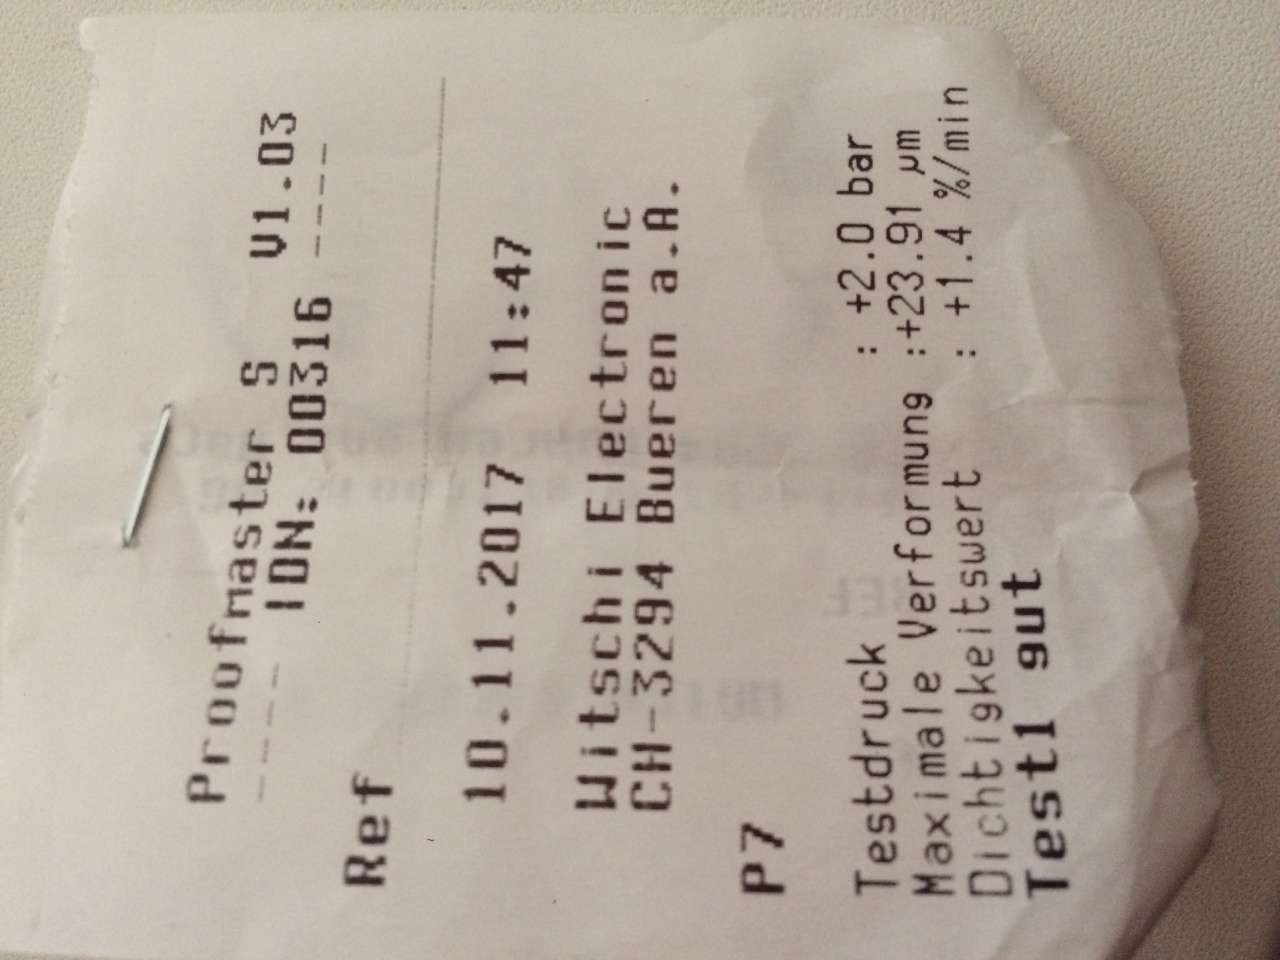 Proofmaster S V1.03
---- IDN: 00316 ----
Ref
10.11.2017 11:47
Witschi Electronic
CH-3294 Bueren a.A.
P7
Testdruck : +2.0 bar
Maximale Verformung :+23.91 µm
Dichtigkeitswert : +1.4 %/min
Test1 gut